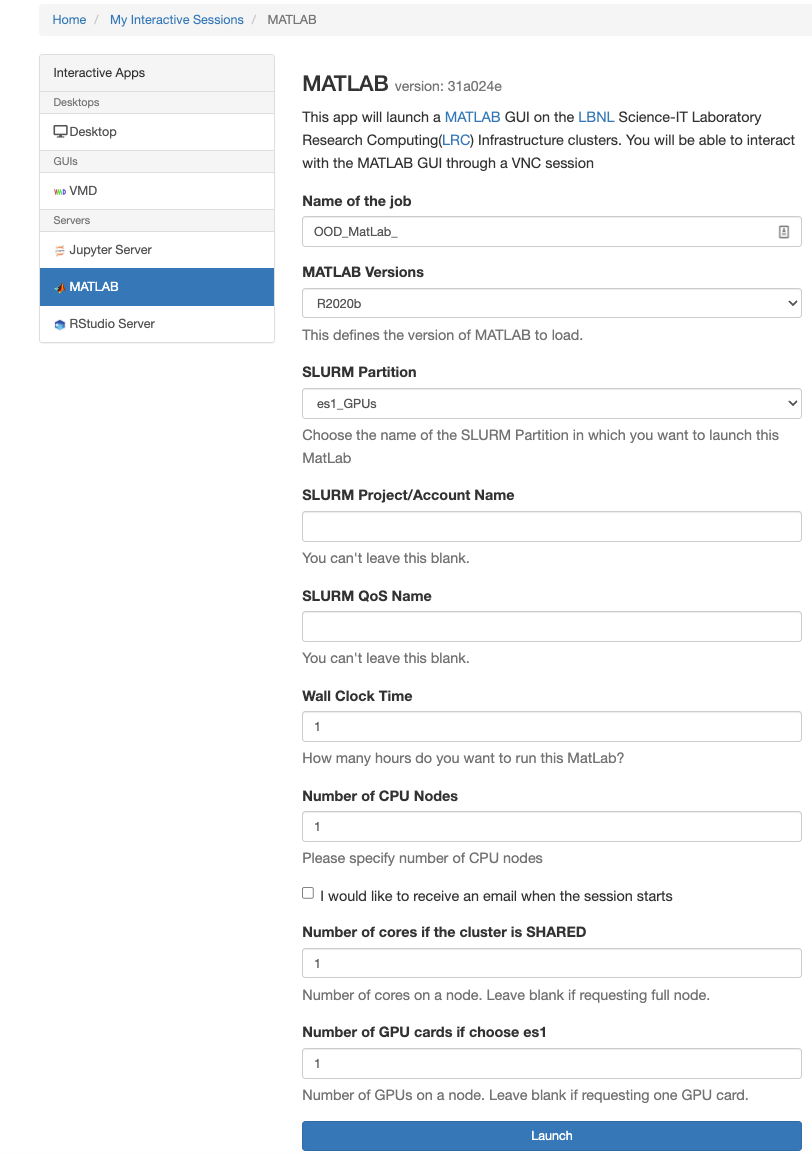 Home / My Interactive Sessions / MATLAB
Interactive Apps
Desktops
Desktop
GUIs
VMD
Servers
Jupyter Server
MATLAB
RStudio Server
MATLAB version: 31a024e
This app will launch a MATLAB GUI on the LBNL Science-IT Laboratory
Research Computing(LRC) Infrastructure clusters. You will be able to interact
with the MATLAB GUI through a VNC session
Name of the job
OOD_MatLab_
MATLAB Versions
R2020b
This defines the version of MATLAB to load.
SLURM Partition
es1_GPUs
Choose the name of the SLURM Partition in which you want to launch this
MatLab
SLURM Project/Account Name
You can't leave this blank.
SLURM QoS Name
You can't leave this blank.
Wall Clock Time
1
How many hours do you want to run this MatLab?
Number of CPU Nodes
1
Please specify number of CPU nodes
I would like to receive an email when the session starts
Number of cores if the cluster is SHARED
1
Number of cores on a node. Leave blank if requesting full node.
Number of GPU cards if choose es1
1
Number of GPUs on a node. Leave blank if requesting one GPU card.
Launch